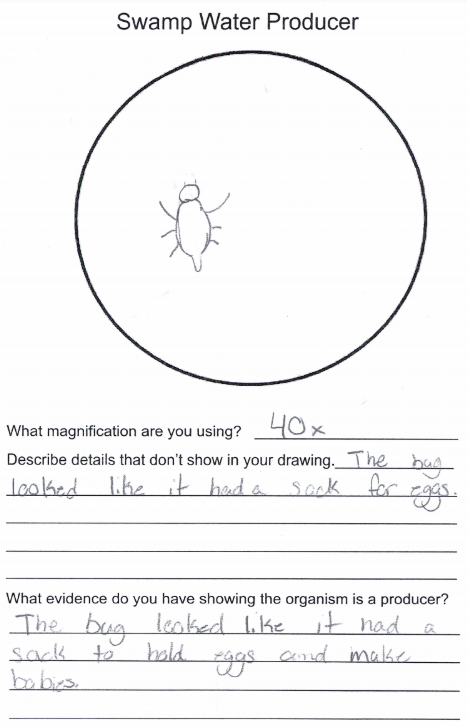 Swamp Water Producer
What magnification are you using? 40x
Describe details that don't show in your drawing. The bug
looked like it had a sack for eggs.
What evidence do you have showing the organism is a producer?
The bug looked like it had a
sack to hold eggs and make
babies.